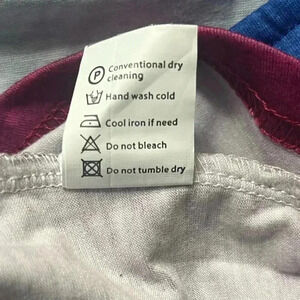 P Conventional dry
cleaning
Hand wash cold
Cool iron if need
Do not bleach
Do not tumble dry